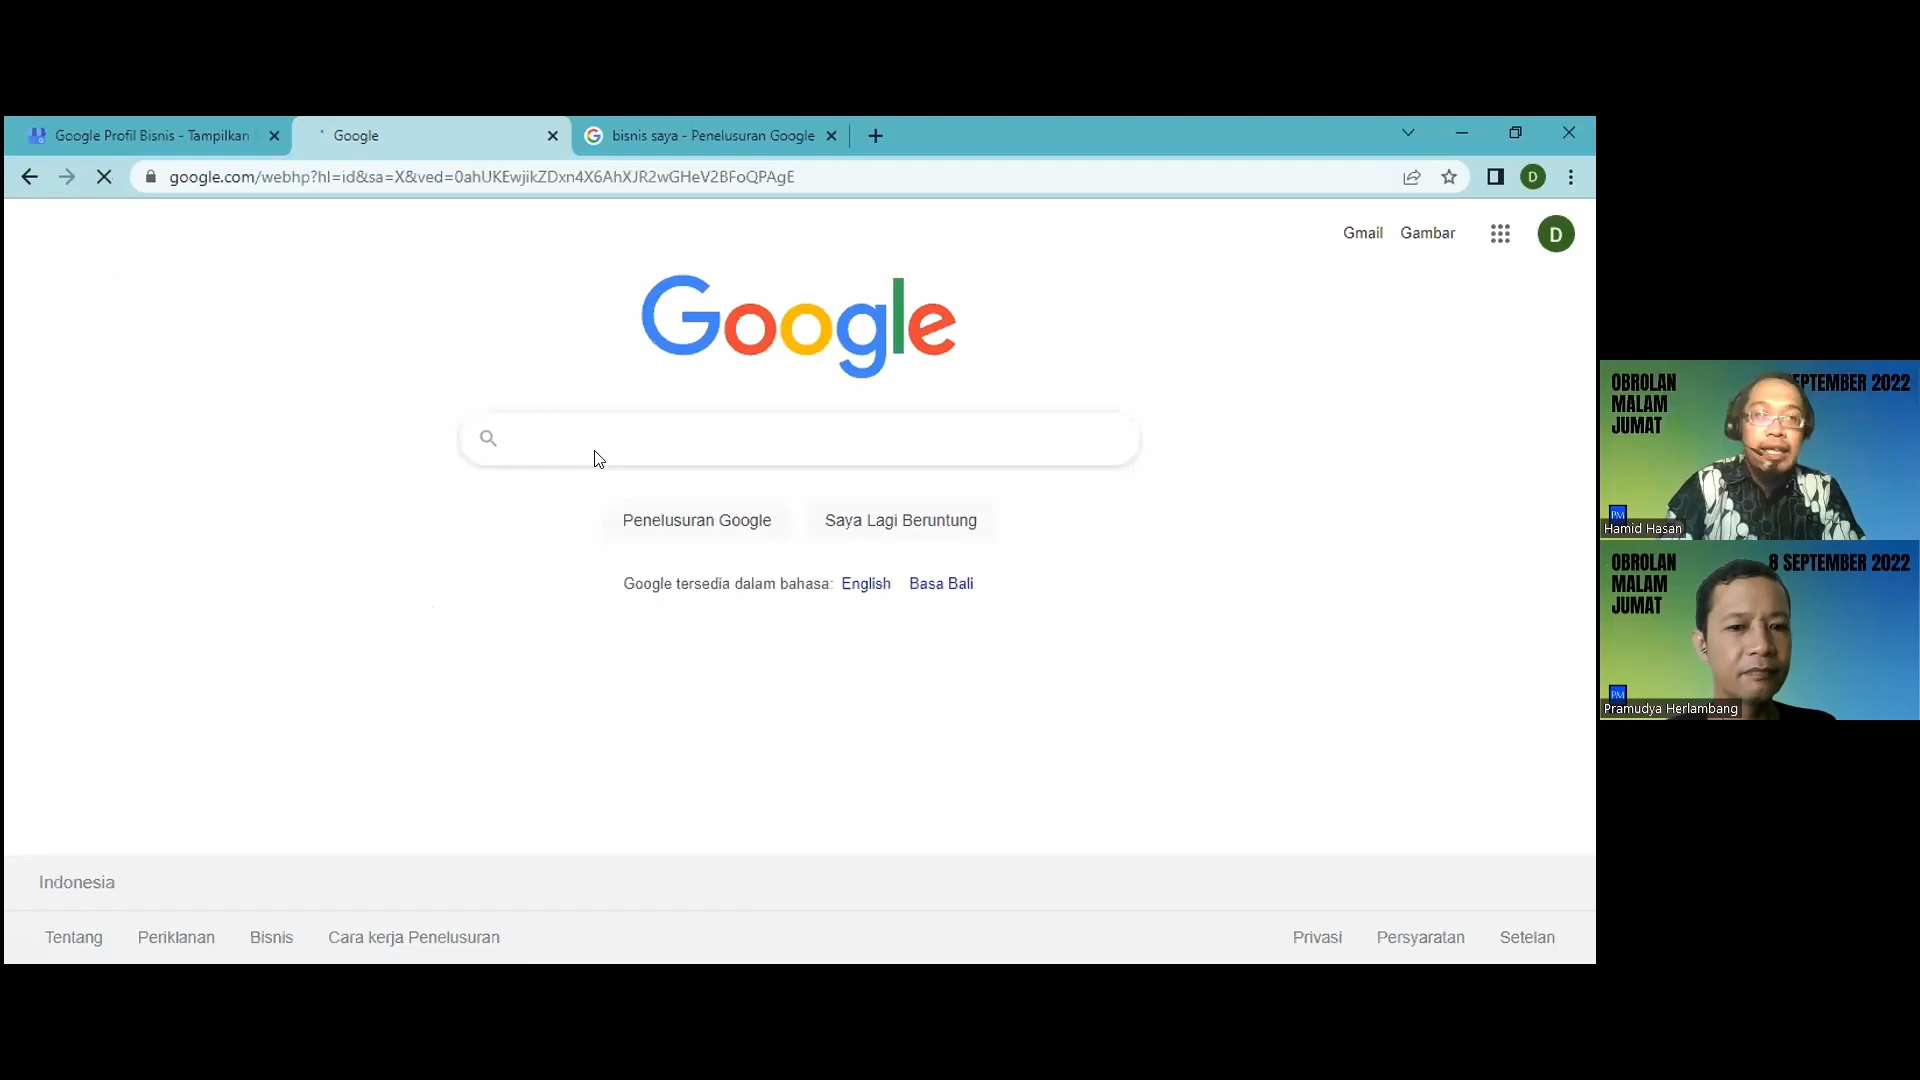 Google Profil Bisnis - Tampilkan
Google
bisnis saya - Penelusuran Google
google.com/webhp?hl=id&sa=X&ved=0ahUKEwjikZDxn4X6AhXJR2wGHeV2BFoQPAgE
D
Gmail
Gambar
D
Google
Penelusuran Google
Saya Lagi Beruntung
Google tersedia dalam bahasa: English Basa Bali
Indonesia
Tentang
Periklanan
Bisnis
Cara kerja Penelusuran
Privasi
Persyaratan
Setelan
OBROLAN
MALAM
JUMAT
EPTEMBER 2022
PM
Hamid Hasan
OBROLAN
MALAM
JUMAT
8 SEPTEMBER 2022
PM
Pramudya Herlambang